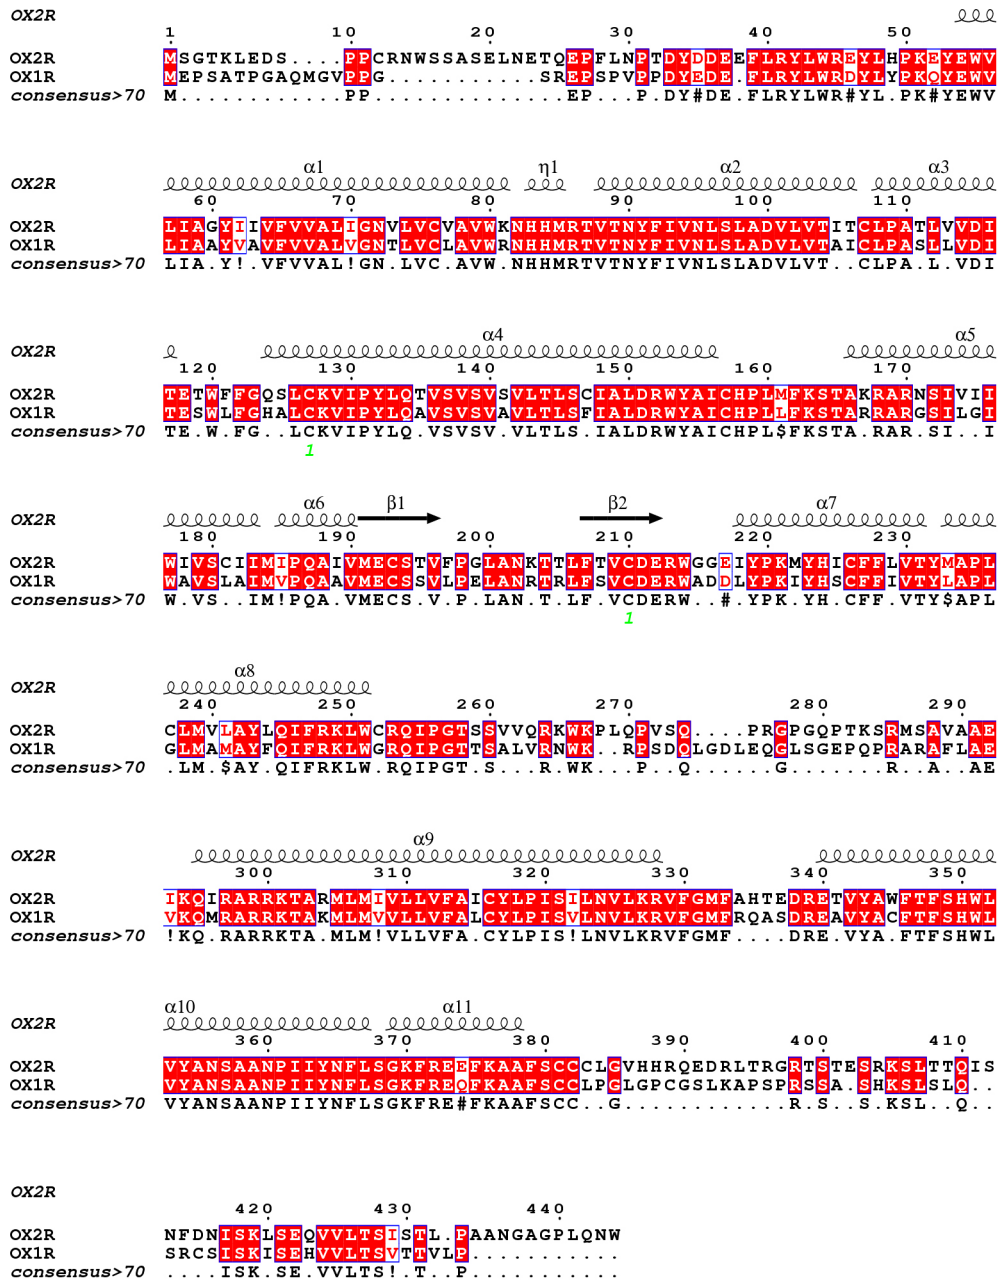 OX2R
1 10 20 30 40 50
OX2R MSGTKLEDS....PPCRNWSSASELNETQEPFLNPTDYDDEEFLRYLWREYLHPKEYEWV
OX1R MEPSATPGAQMGVPPG...........SREPSPVPPDYEDE.FLRYLWRDYLYPKQYEWV
consensus>70 M............PP..............EP...P.DY#DE.FLRYLWR#YL.PK#YEWV
α1 η1 α2 α3
OX2R
60 70 80 90 100 110
OX2R LIAGYIIVFVVALIGNVLVCVAVWKNHHMRTVTNYFIVNLSLADVLVTITCLPATLVVDI
OX1R LIAAYVAVFVVALVGNTLVCLAVWRNHHMRTVTNYFIVNLSLADVLVTAICLPASLLVDI
consensus>70 LIA.Y!.VFVVAL!GN.LVC.AVW.NHHMRTVTNYFIVNLSLADVLVT..CLPA.L.VDI
α4 α5
OX2R
120 130 140 150 160 170
OX2R TETWFFGQSLCKVIPYLQTVSVSVSVLTLSCIALDRWYAICHPLMFKSTAKRARNSIVII
OX1R TESWLFGHALCKVIPYLQAVSVSVAVLTLSFIALDRWYAICHPLLFKSTARRARGSILGI
consensus>70 TE.W.FG..LCKVIPYLQ.VSVSV.VLTLS.IALDRWYAICHPL$FKSTA.RAR.SI..I
1
α6 β1 β2 α7
OX2R
180 190 200 210 220 230
OX2R WIVSCIIMIPQAIVMECSTVFPGLANKTTLFTVCDERWGGEIYPKMYHICFFLVTYMAPL
OX1R WAVSLAIMVPQAAVMECSSVLPELANRTRLFSVCDERWADDLYPKIYHSCFFIVTYLAPL
consensus>70 W.VS..IM!PQA.VMECS.V.P.LAN.T.LF.VCDERW..#.YPK.YH.CFF.VTY$APL
1
α8
OX2R
240 250 260 270 280 290
OX2R CLMVLAYLQIFRKLWCRQIPGTSSVVQRKWKPLQPVSQ....PRGPGQPTKSRMSAVAAE
OX1R GLMAMAYFQIFRKLWGRQIPGTTSALVRNWK..RPSDQLGDLEQGLSGEPQPRARAFLAE
consensus>70 .LM.$AY.QIFRKLW.RQIPGT.S...R.WK...P..Q......G.......R..A..AE
α9
OX2R
300 310 320 330 340 350
OX2R IKQIRARRKTARMLMIVLLVFAICYLPISILNVLKRVFGMFAHTEDRETVYAWFTFSHWL
OX1R VKQMRARRKTAKMLMVVLLVFALCYLPISVLNVLKRVFGMFRQASDREAVYACFTFSHWL
consensus>70 !KQ.RARRKTA.MLM!VLLVFA.CYLPIS!LNVLKRVFGMF....DRE.VYA.FTFSHWL
α10 α11
OX2R
360 370 380 390 400 410
OX2R VYANSAANPIIYNFLSGKFREEFKAAFSCCCLGVHHRQEDRLTRGRTSTESRKSLTTQIS
OX1R VYANSAANPIIYNFLSGKFREQFKAAFSCCLPGLGPCGSLKAPSPRSSA.SHKSLSLQ..
consensus>70 VYANSAANPIIYNFLSGKFRE#FKAAFSCC..G............R.S..S.KSL..Q..
OX2R
420 430 440
OX2R NFDNISKLSEQVVLTSISTL.PAANGAGPLQNW
OX1R SRCSISKISEHVVLTSVTTVLP...........
consensus>70 ....ISK.SE.VVLTS!.T..P...........